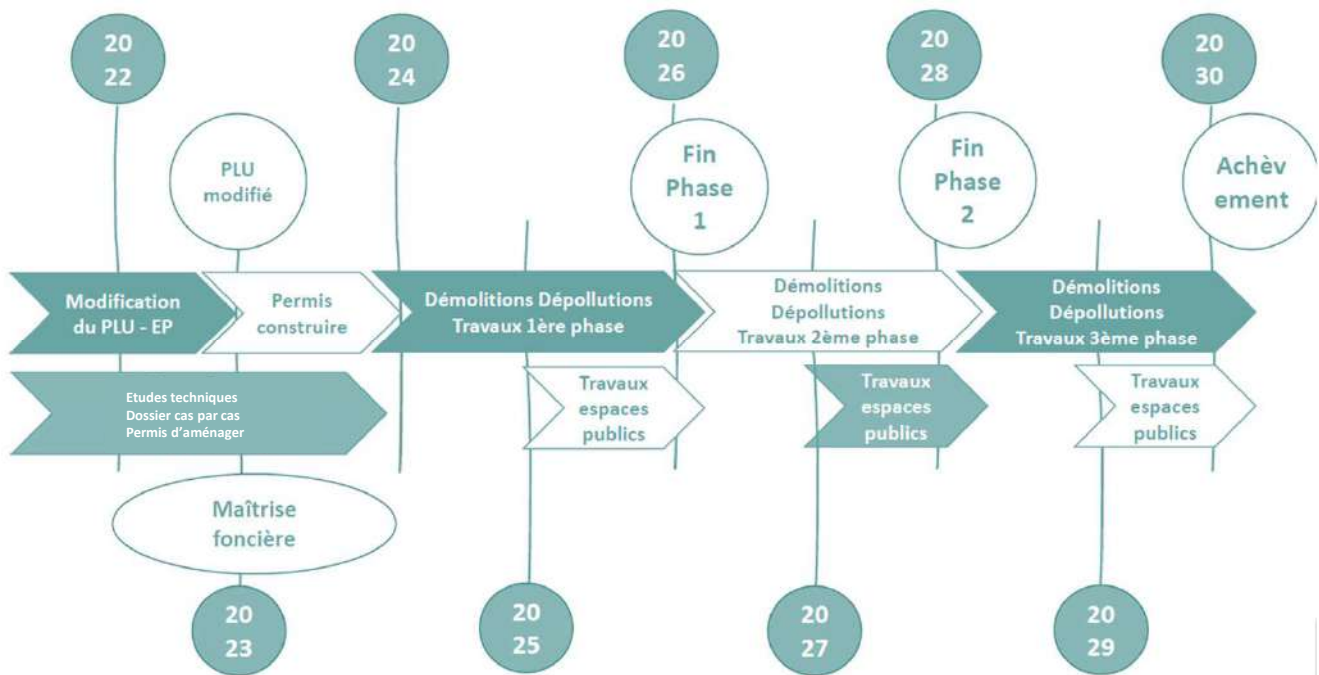 20
22
20
24
20
26
20
28
20
30
PLU
modifié
Fin
Phase
1
Fin
Phase
2
Achèv
ement
Modification
du PLU - EP
Permis
construire
Démolitions Dépollutions
Travaux 1ère phase
Démolitions
Dépollutions
Travaux 2ème phase
Démolitions
Dépollutions
Travaux 3ème phase
Etudes techniques
Dossier cas par cas
Permis d'aménager
Travaux
espaces
publics
Travaux
espaces
publics
Travaux
espaces
publics
Maîtrise
foncière
20
23
20
25
20
27
20
29